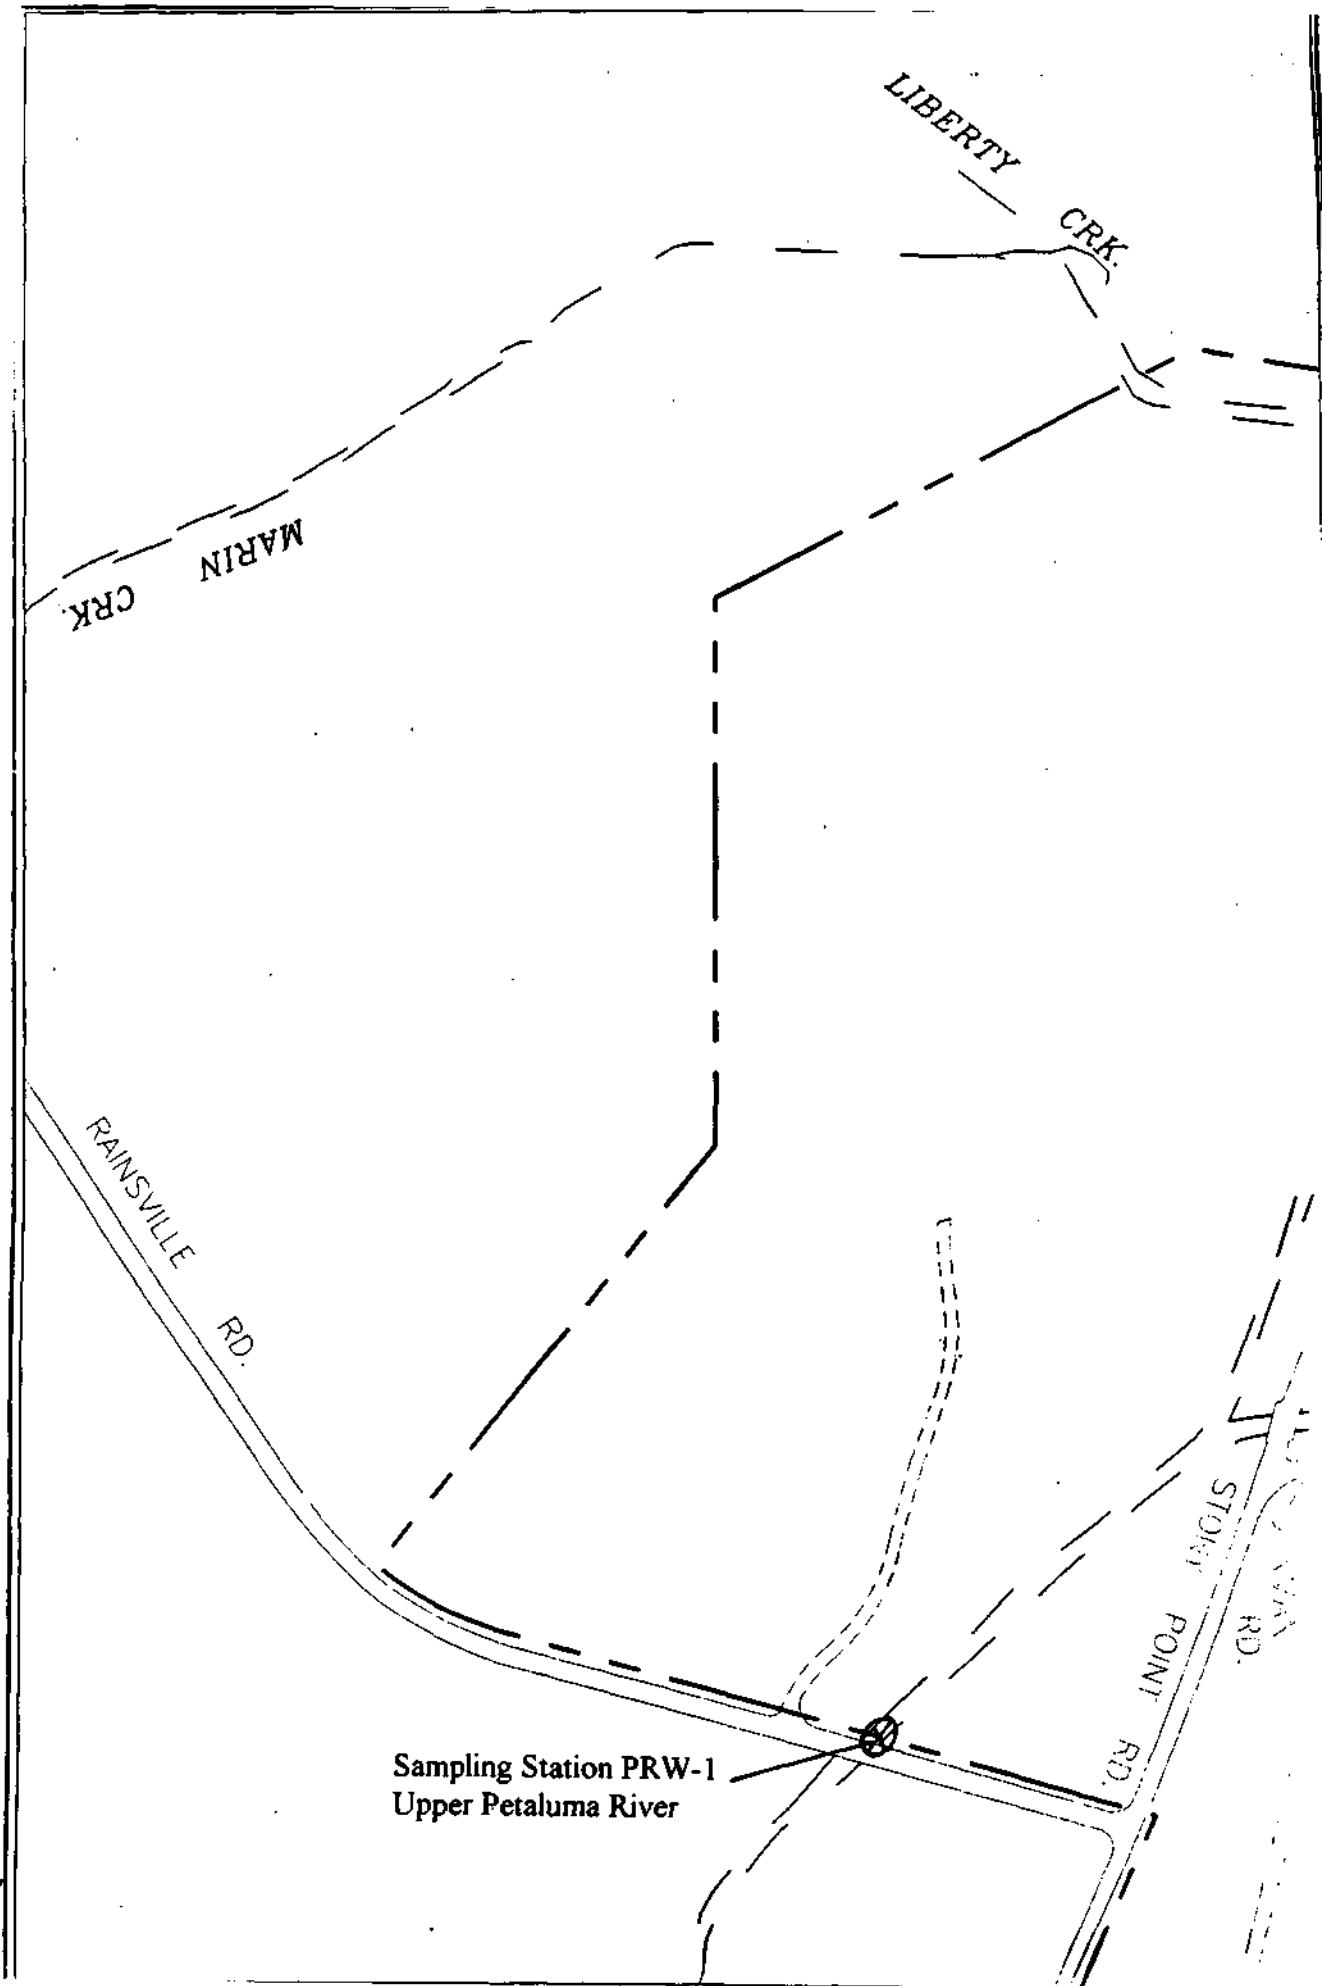 LIBERTY
CRK.
MARIN
CRK.
RAINSVILLE
RD.
STONY
POINT
RD.
RD.
Sampling Station PRW-1
Upper Petaluma River